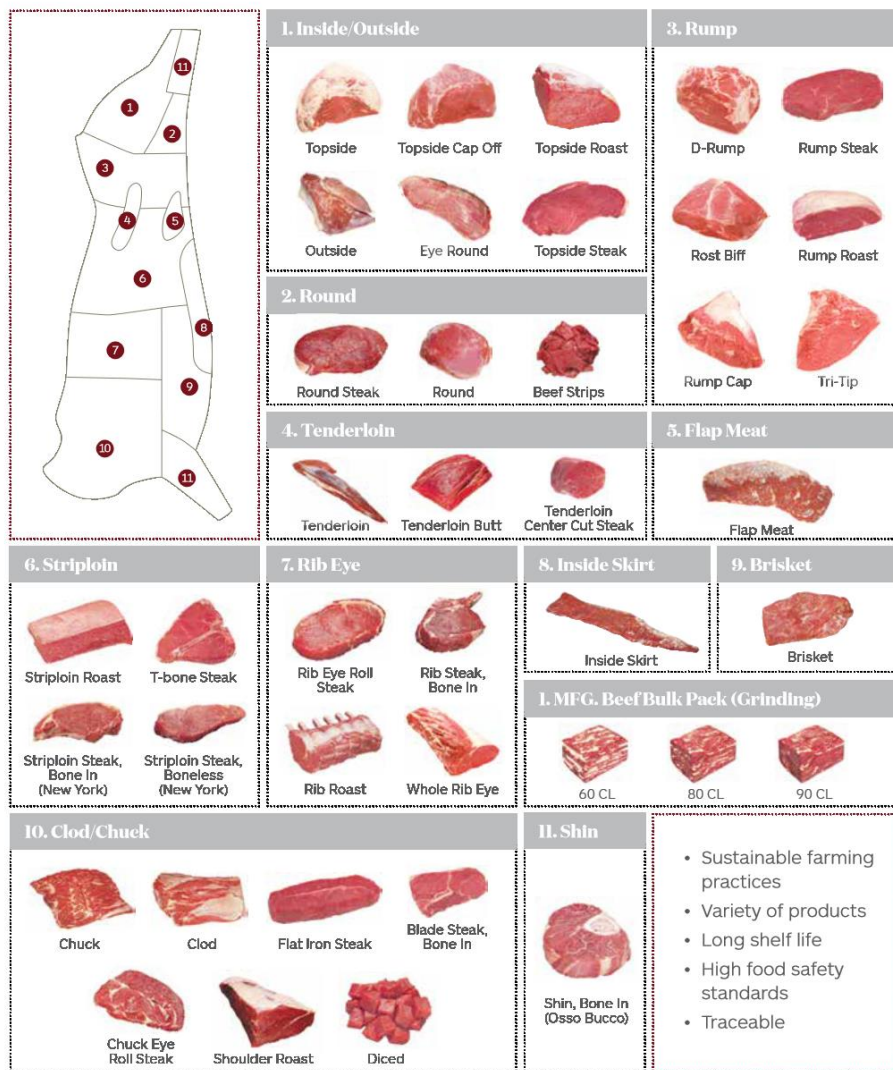 11
1
2
3
4
5
6
8
7
9
10
11
1. Inside/Outside
Topside
Topside Cap Off
Topside Roast
Outside
Eye Round
Topside Steak
3. Rump
D-Rump
Rump Steak
Rost Biff
Rump Roast
Rump Cap
Tri-Tip
2. Round
Round Steak
Round
Beef Strips
4. Tenderloin
Tenderloin
Tenderloin Butt
Tenderloin
Center Cut Steak
5. Flap Meat
Flap Meat
6. Striploin
Striploin Roast
T-bone Steak
Striploin Steak,
Bone In
(New York)
Striploin Steak,
Boneless
(New York)
7. Rib Eye
Rib Eye Roll
Steak
Rib Steak,
Bone In
Rib Roast
Whole Rib Eye
8. Inside Skirt
Inside Skirt
9. Brisket
Brisket
1. MFG. Beef Bulk Pack (Grinding)
60 CL
80 CL
90 CL
10. Clod/Chuck
Chuck
Clod
Flat Iron Steak
Blade Steak,
Bone In
Chuck Eye
Roll Steak
Shoulder Roast
Diced
11. Shin
Shin, Bone In
(Osso Bucco)
• Sustainable farming
practices
• Variety of products
• Long shelf life
• High food safety
standards
• Traceable